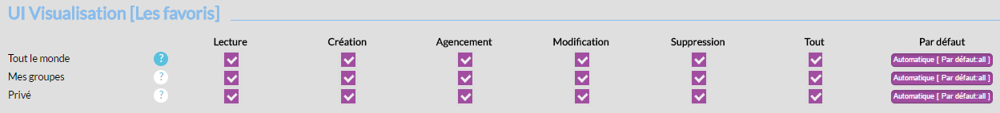 UI Visualisation [Les favoris]
Lecture Création Agencement Modification Suppression Tout Par défaut
Tout le monde ? Automatique [ Par défaut:all ]
Mes groupes ? Automatique [ Par défaut:all ]
Privé ? Automatique [ Par défaut:all ]